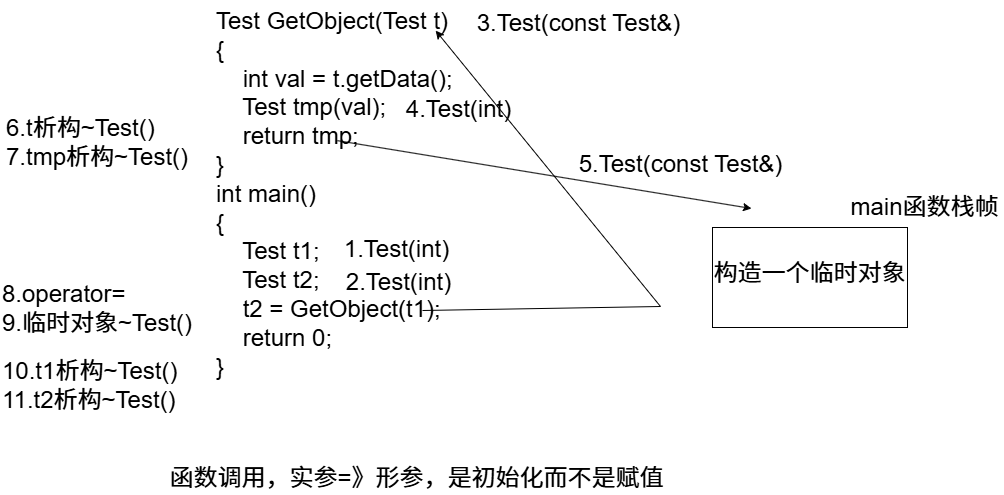 Test GetObject(Test t) 3.Test(const Test&)
{
int val = t.getData();
Test tmp(val); 4.Test(int)
6.t析构~Test() return tmp;
7.tmp析构~Test() } 5.Test(const Test&)
int main() main函数栈帧
{
Test t1; 1.Test(int) 构造一个临时对象
Test t2; 2.Test(int)
8.operator= t2 = GetObject(t1);
9.临时对象~Test() return 0;
10.t1析构~Test() }
11.t2析构~Test()
函数调用，实参=》形参，是初始化而不是赋值